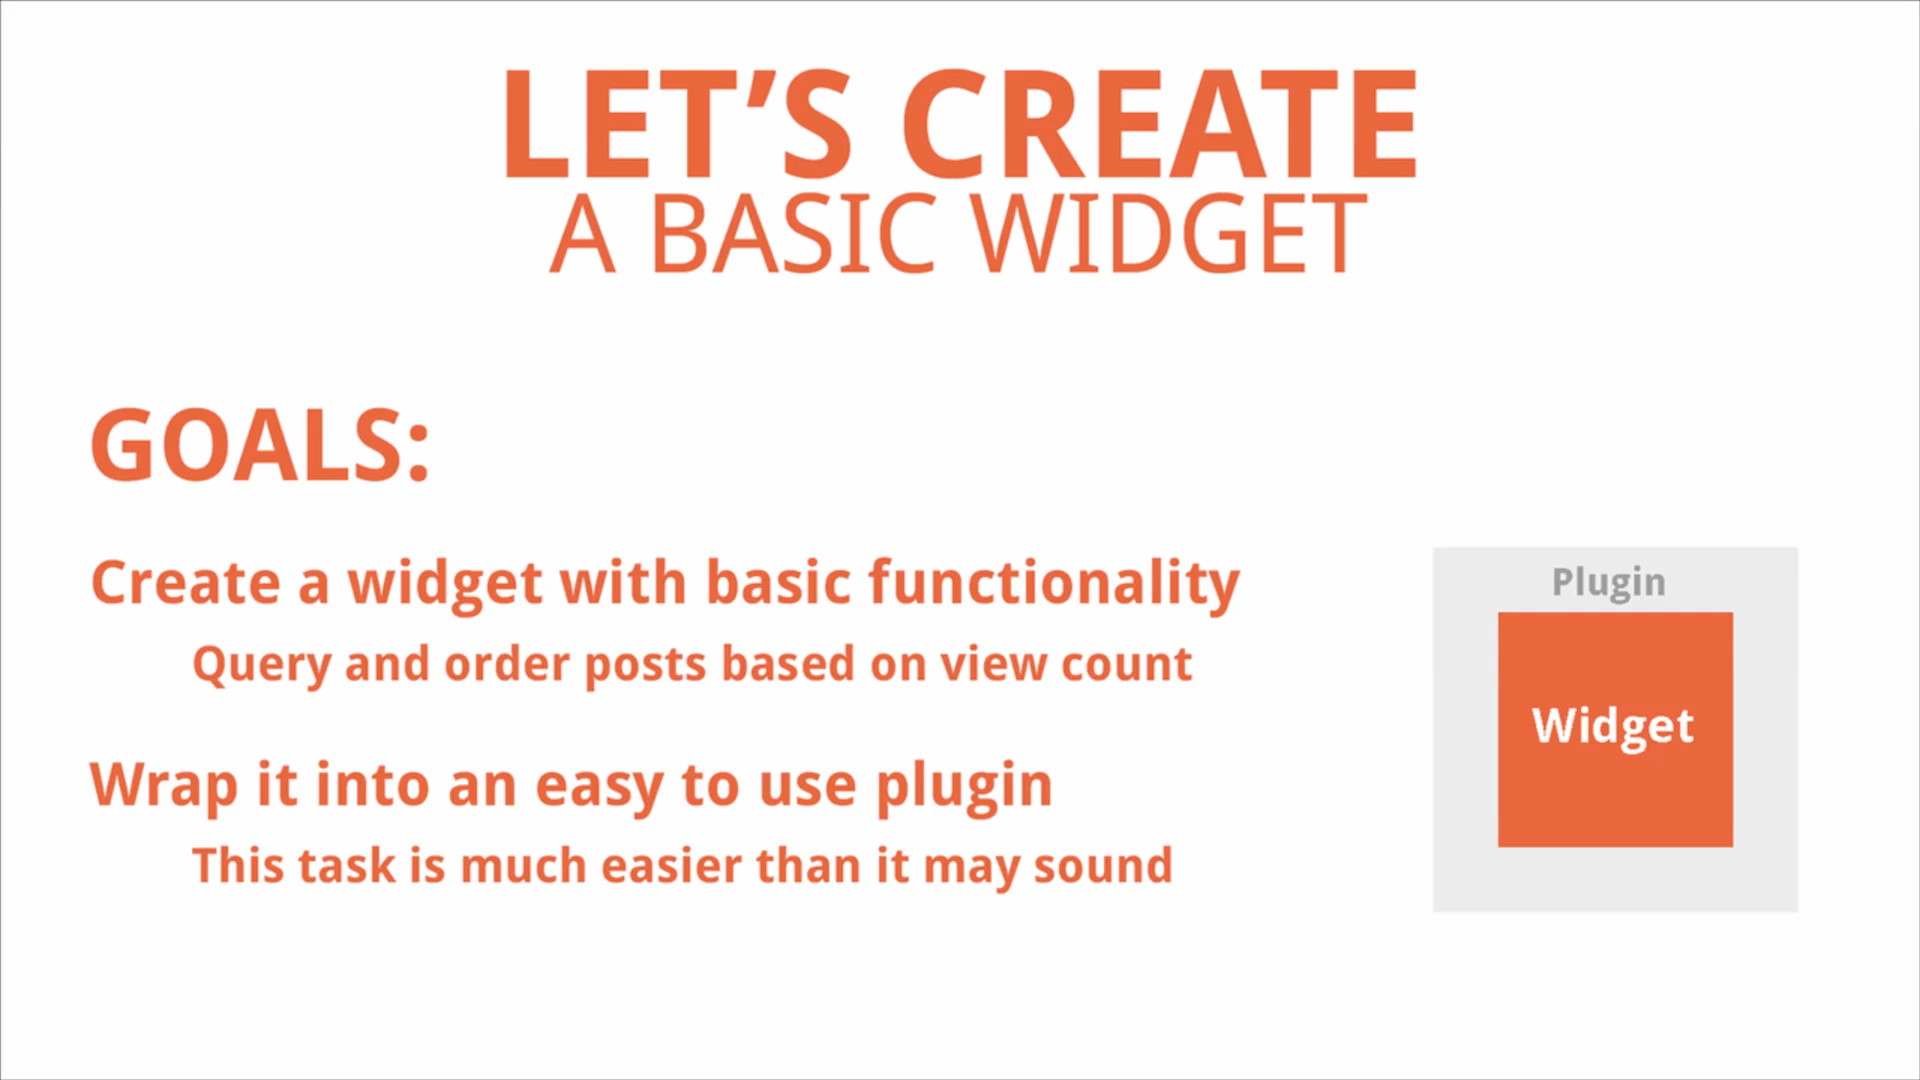 LET’S CREATE
A BASIC WIDGET
GOALS:
Create a widget with basic functionality
Query and order posts based on view count
Wrap it into an easy to use plugin
This task is much easier than it may sound
Plugin
Widget